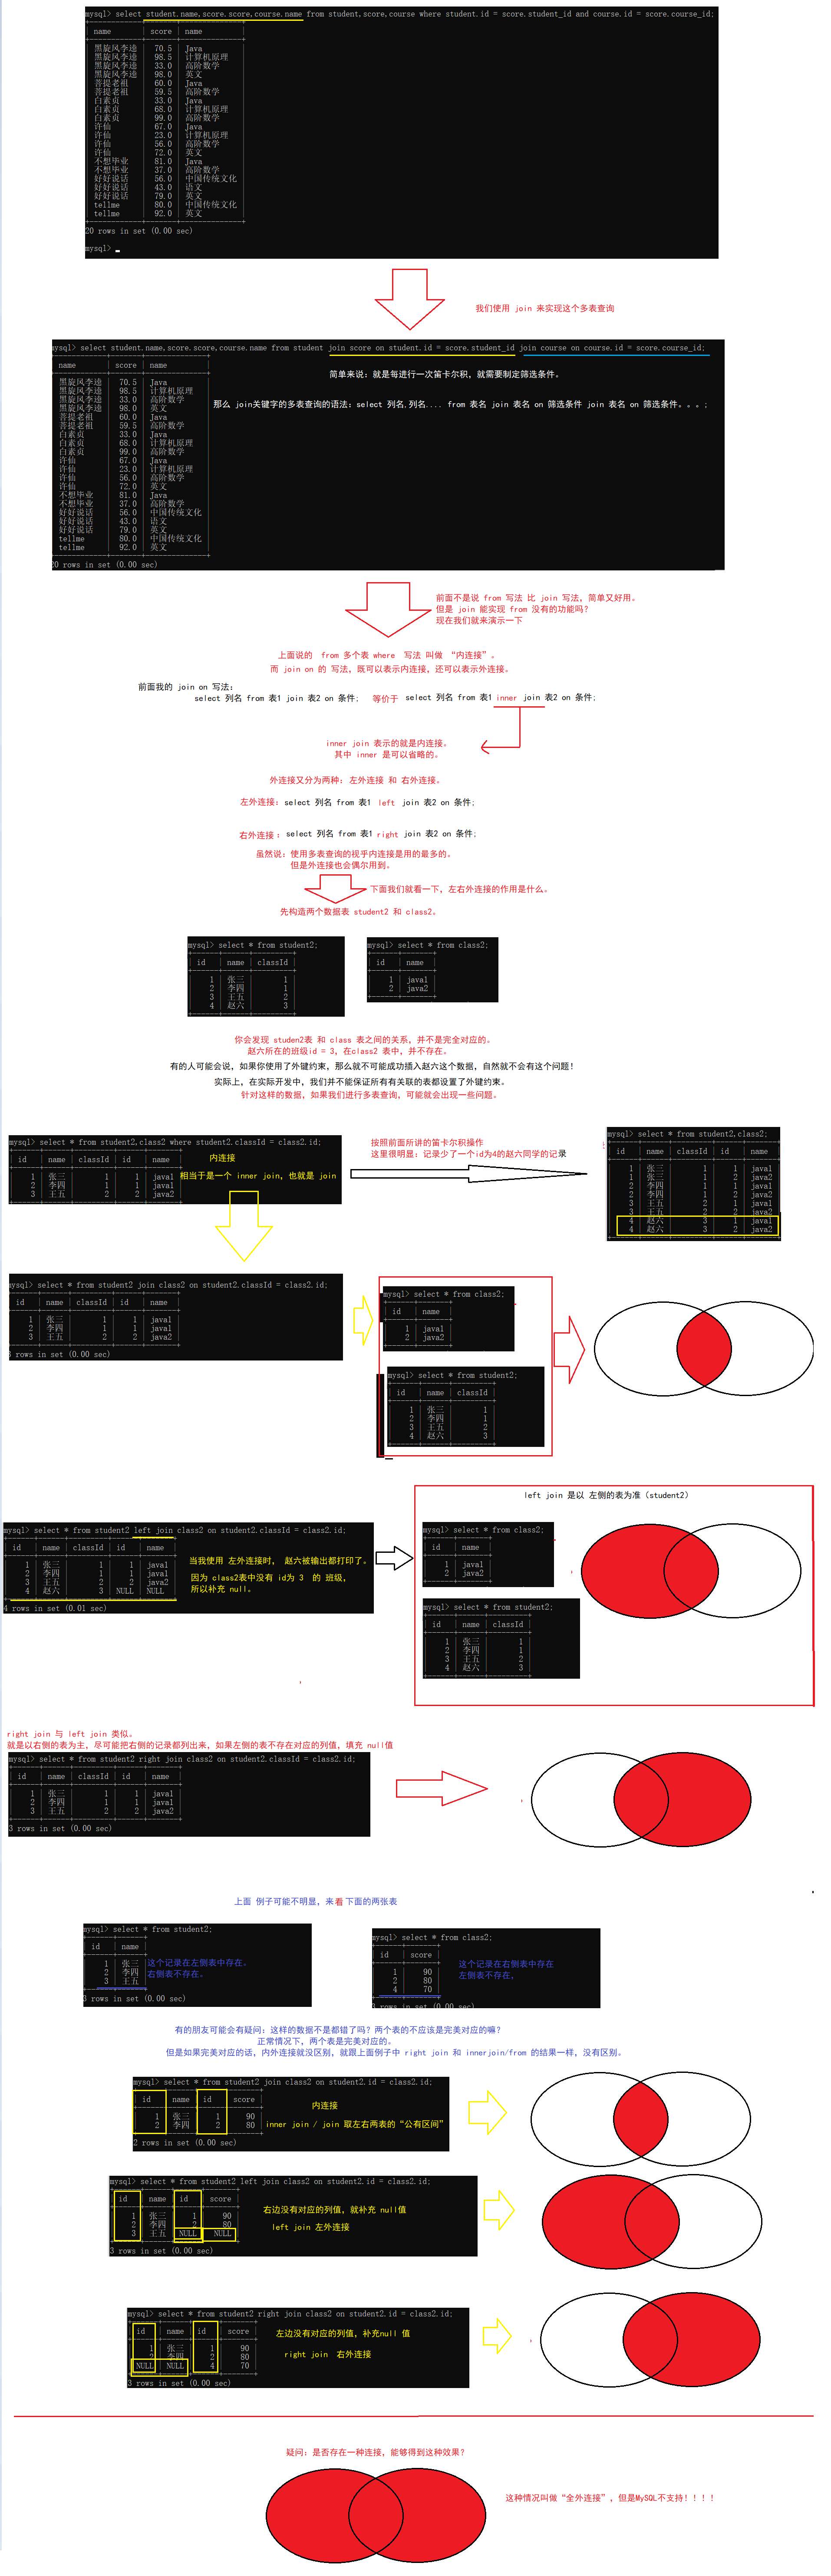 mysql> select student.name,score.score,course.name from student,score,course where student.id = score.student_id and course.id = score.course_id;
| name | score | name |
| 黑旋风李逵 | 70.5 | Java |
| 黑旋风李逵 | 98.5 | 计算机原理 |
| 黑旋风李逵 | 33.0 | 高阶数学 |
| 黑旋风李逵 | 98.0 | 英文 |
| 菩提老祖 | 60.0 | Java |
| 菩提老祖 | 59.5 | 高阶数学 |
| 白素贞 | 33.0 | Java |
| 白素贞 | 68.0 | 计算机原理 |
| 白素贞 | 99.0 | 高阶数学 |
| 许仙 | 67.0 | Java |
| 许仙 | 23.0 | 计算机原理 |
| 许仙 | 56.0 | 高阶数学 |
| 许仙 | 72.0 | 英文 |
| 不想毕业 | 81.0 | Java |
| 不想毕业 | 37.0 | 高阶数学 |
| 好好说话 | 56.0 | 中国传统文化 |
| 好好说话 | 43.0 | 语文 |
| 好好说话 | 79.0 | 英文 |
| tellme | 80.0 | 中国传统文化 |
| tellme | 92.0 | 英文 |
20 rows in set (0.00 sec)
mysql>
我们使用 join 来实现这个多表查询
mysql> select student.name,score.score,course.name from student join score on student.id = score.student_id join course on course.id = score.course_id;
name | score | name
简单来说: 就是每进行一次笛卡尔积, 就需要制定筛选条件。
黑旋风李逵 | 70.5 | Java
黑旋风李逵 | 98.5 | 计算机原理
黑旋风李逵 | 33.0 | 高阶数学
黑旋风李逵 | 98.0 | 英文
那么 join关键字的多表查询的语法: select 列名,列名.... from 表名 join 表名 on 筛选条件 join 表名 on 筛选条件。。。;
菩提老祖 | 60.0 | Java
菩提老祖 | 59.5 | 高阶数学
白素贞 | 33.0 | Java
白素贞 | 68.0 | 计算机原理
白素贞 | 99.0 | 高阶数学
许仙 | 67.0 | Java
许仙 | 23.0 | 计算机原理
许仙 | 56.0 | 高阶数学
许仙 | 72.0 | 英文
不想毕业 | 81.0 | Java
不想毕业 | 37.0 | 高阶数学
好好说话 | 56.0 | 中国传统文化
好好说话 | 43.0 | 语文
好好说话 | 79.0 | 英文
tellme | 80.0 | 中国传统文化
tellme | 92.0 | 英文
20 rows in set (0.00 sec)
前面不是说 from 写法 比 join 写法, 简单又好用。
但是 join 能实现 from 没有的功能吗?
现在我们就来演示一下
上面说的 from 多个表 where 写法 叫做 “内连接”。
而 join on 的 写法, 既可以表示内连接, 还可以表示外连接。
前面我的 join on 写法:
select 列名 from 表1 join 表2 on 条件; 等价于 select 列名 from 表1 inner join 表2 on 条件;
inner join 表示的就是内连接。
其中 inner 是可以省略的。
外连接又分为两种: 左外连接 和 右外连接。
左外连接: select 列名 from 表1 left join 表2 on 条件;
右外连接 : select 列名 from 表1 right join 表2 on 条件;
虽然说: 使用多表查询的视乎内连接是用的最多的。
但是外连接也会偶尔用到。
下面我们就看一下, 左右外连接的作用是什么。
先构造两个数据表 student2 和 class2。
mysql> select * from student2;
| id | name | classId |
| 1 | 张三 | 1 |
| 2 | 李四 | 1 |
| 3 | 王五 | 2 |
| 4 | 赵六 | 3 |
mysql> select * from class2;
| id | name |
| 1 | java1 |
| 2 | java2 |
你会发现 studen2表 和 class 表之间的关系, 并不是完全对应的。
赵六所在的班级id = 3, 在class2 表中, 并不存在。
有的人可能会说, 如果你使用了外键约束, 那么就不可能成功插入赵六这个数据, 自然就不会有这个问题!
实际上, 在实际开发中, 我们并不能保证所有有关联的表都设置了外键约束。
针对这样的数据, 如果我们进行多表查询, 可能就会出现一些问题。
mysql> select * from student2,class2 where student2.classId = class2.id;
| id | name | classId | id | name |
| 1 | 张三 | 1 | 1 | java1 |
| 2 | 李四 | 1 | 1 | java1 |
| 3 | 王五 | 2 | 2 | java2 |
内连接
相当于是一个 inner join, 也就是 join
按照前面所讲的笛卡尔积操作
这里很明显: 记录少了一个id为4的赵六同学的记录
mysql> select * from student2,class2;
| id | name | classId | id | name |
| 1 | 张三 | 1 | 1 | java1 |
| 1 | 张三 | 1 | 2 | java2 |
| 2 | 李四 | 1 | 1 | java1 |
| 2 | 李四 | 1 | 2 | java2 |
| 3 | 王五 | 2 | 1 | java1 |
| 3 | 王五 | 2 | 2 | java2 |
| 4 | 赵六 | 3 | 1 | java1 |
| 4 | 赵六 | 3 | 2 | java2 |
mysql> select * from student2 join class2 on student2.classId = class2.id;
id | name | classId | id | name |
1 | 张三 | 1 | 1 | java1 |
2 | 李四 | 1 | 1 | java1 |
3 | 王五 | 2 | 2 | java2 |
3 rows in set (0.00 sec)
mysql> select * from class2;
| id | name |
| 1 | java1 |
| 2 | java2 |
mysql> select * from student2;
| id | name | classId |
| 1 | 张三 | 1 |
| 2 | 李四 | 1 |
| 3 | 王五 | 2 |
| 4 | 赵六 | 3 |
left join 是以 左侧的表为准 (student2)
mysql> select * from student2 left join class2 on student2.classId = class2.id;
| id | name | classId | id | name |
| 1 | 张三 | 1 | 1 | java1 |
| 2 | 李四 | 1 | 1 | java1 |
| 3 | 王五 | 2 | 2 | java2 |
| 4 | 赵六 | 3 | NULL | NULL |
4 rows in set (0.01 sec)
当我使用 左外连接时, 赵六被输出都打印了。
因为 class2表中没有 id为 3 的 班级,
所以补充 null。
mysql> select * from class2;
| id | name |
| 1 | java1 |
| 2 | java2 |
mysql> select * from student2;
| id | name | classId |
| 1 | 张三 | 1 |
| 2 | 李四 | 1 |
| 3 | 王五 | 2 |
| 4 | 赵六 | 3 |
right join 与 left join 类似。
就是以右侧的表为主, 尽可能把右侧的记录都列出来, 如果左侧的表不存在对应的列值, 填充 null值
mysql> select * from student2 right join class2 on student2.classId = class2.id;
| id | name | classId | id | name |
| 1 | 张三 | 1 | 1 | java1 |
| 2 | 李四 | 1 | 1 | java1 |
| 3 | 王五 | 2 | 2 | java2 |
3 rows in set (0.00 sec)
上面 例子可能不明显, 来看下面的两张表
mysql> select * from student2;
| id | name |
| 1 | 张三 |
| 2 | 李四 |
| 3 | 王五 |
3 rows in set (0.00 sec)
这个记录在左侧表中存在。
右侧表不存在。
mysql> select * from class2;
| id | score |
| 1 | 90 |
| 2 | 80 |
| 4 | 70 |
3 rows in set (0.00 sec)
这个记录在右侧表中存在
左侧表不存在,
有的朋友可能会有疑问: 这样的数据不是都错了吗? 两个表的不应该是完美对应的嘛?
正常情况下, 两个表是完美对应的。
但是如果完美对应的话, 内外连接就没区别, 就跟上面例子中 right join 和 innerjoin/from 的结果一样, 没有区别。
mysql> select * from student2 join class2 on student2.id = class2.id;
| id | name | id | score |
| 1 | 张三 | 1 | 90 |
| 2 | 李四 | 2 | 80 |
2 rows in set (0.00 sec)
内连接
inner join / join 取左右两表的“公有区间”
mysql> select * from student2 left join class2 on student2.id = class2.id;
| id | name | id | score |
| 1 | 张三 | 1 | 90 |
| 2 | 李四 | 2 | 80 |
| 3 | 王五 | NULL | NULL |
3 rows in set (0.00 sec)
右边没有对应的列值, 就补充 null值
left join 左外连接
mysql> select * from student2 right join class2 on student2.id = class2.id;
| id | name | id | score |
| 1 | 张三 | 1 | 90 |
| 2 | 李四 | 2 | 80 |
| NULL | NULL | 4 | 70 |
3 rows in set (0.00 sec)
左边没有对应的列值, 补充null 值
right join 右外连接
疑问: 是否存在一种连接, 能够得到这种效果?
这种情况叫做 “全外连接” , 但是MySQL不支持! ! ! !